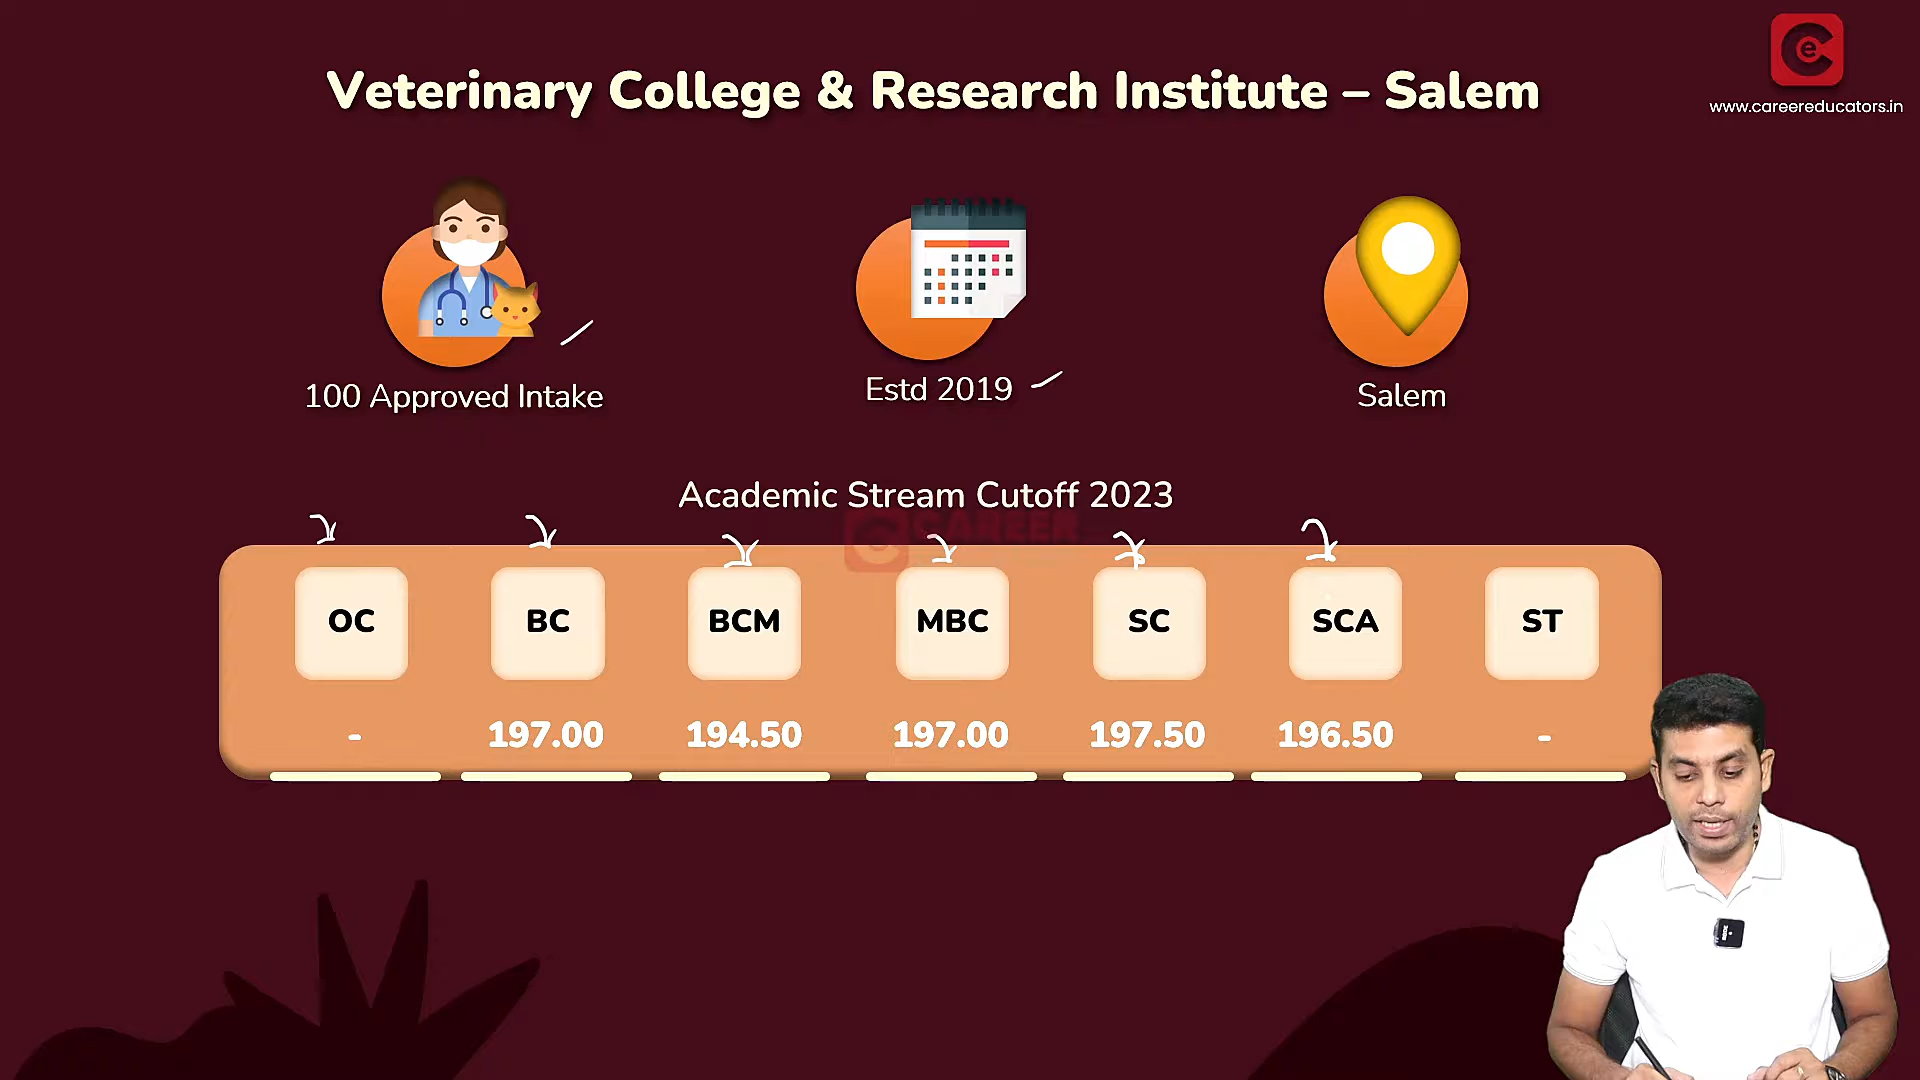 Veterinary College & Research Institute – Salem
www.careereducators.in
100 Approved Intake
Estd 2019
Salem
Academic Stream Cutoff 2023
CAREER
OC BC BCM MBC SC SCA ST
- 197.00 194.50 197.00 197.50 196.50 -